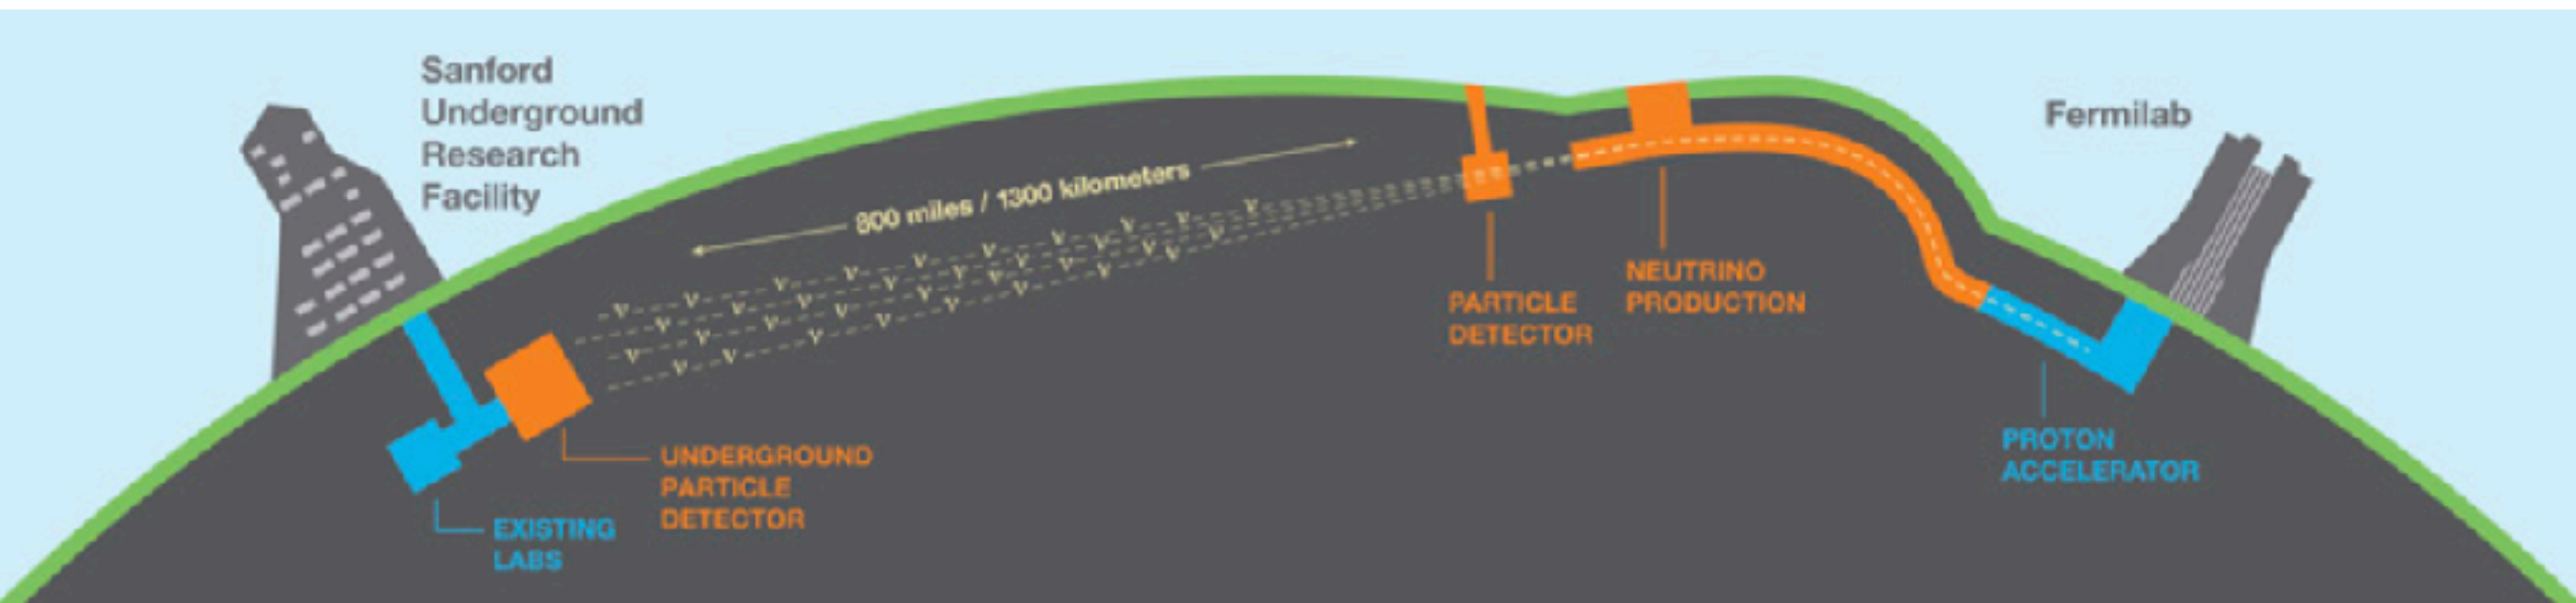 Sanford
Underground
Research
Facility
Fermilab
800 miles / 1300 kilometers
PARTICLE
DETECTOR
NEUTRINO
PRODUCTION
PROTON
ACCELERATOR
UNDERGROUND
PARTICLE
DETECTOR
EXISTING
LABS
ν ν ν ν ν ν ν ν ν ν
ν ν ν ν ν ν ν
ν ν ν ν ν ν ν
ν ν ν ν ν ν ν ν